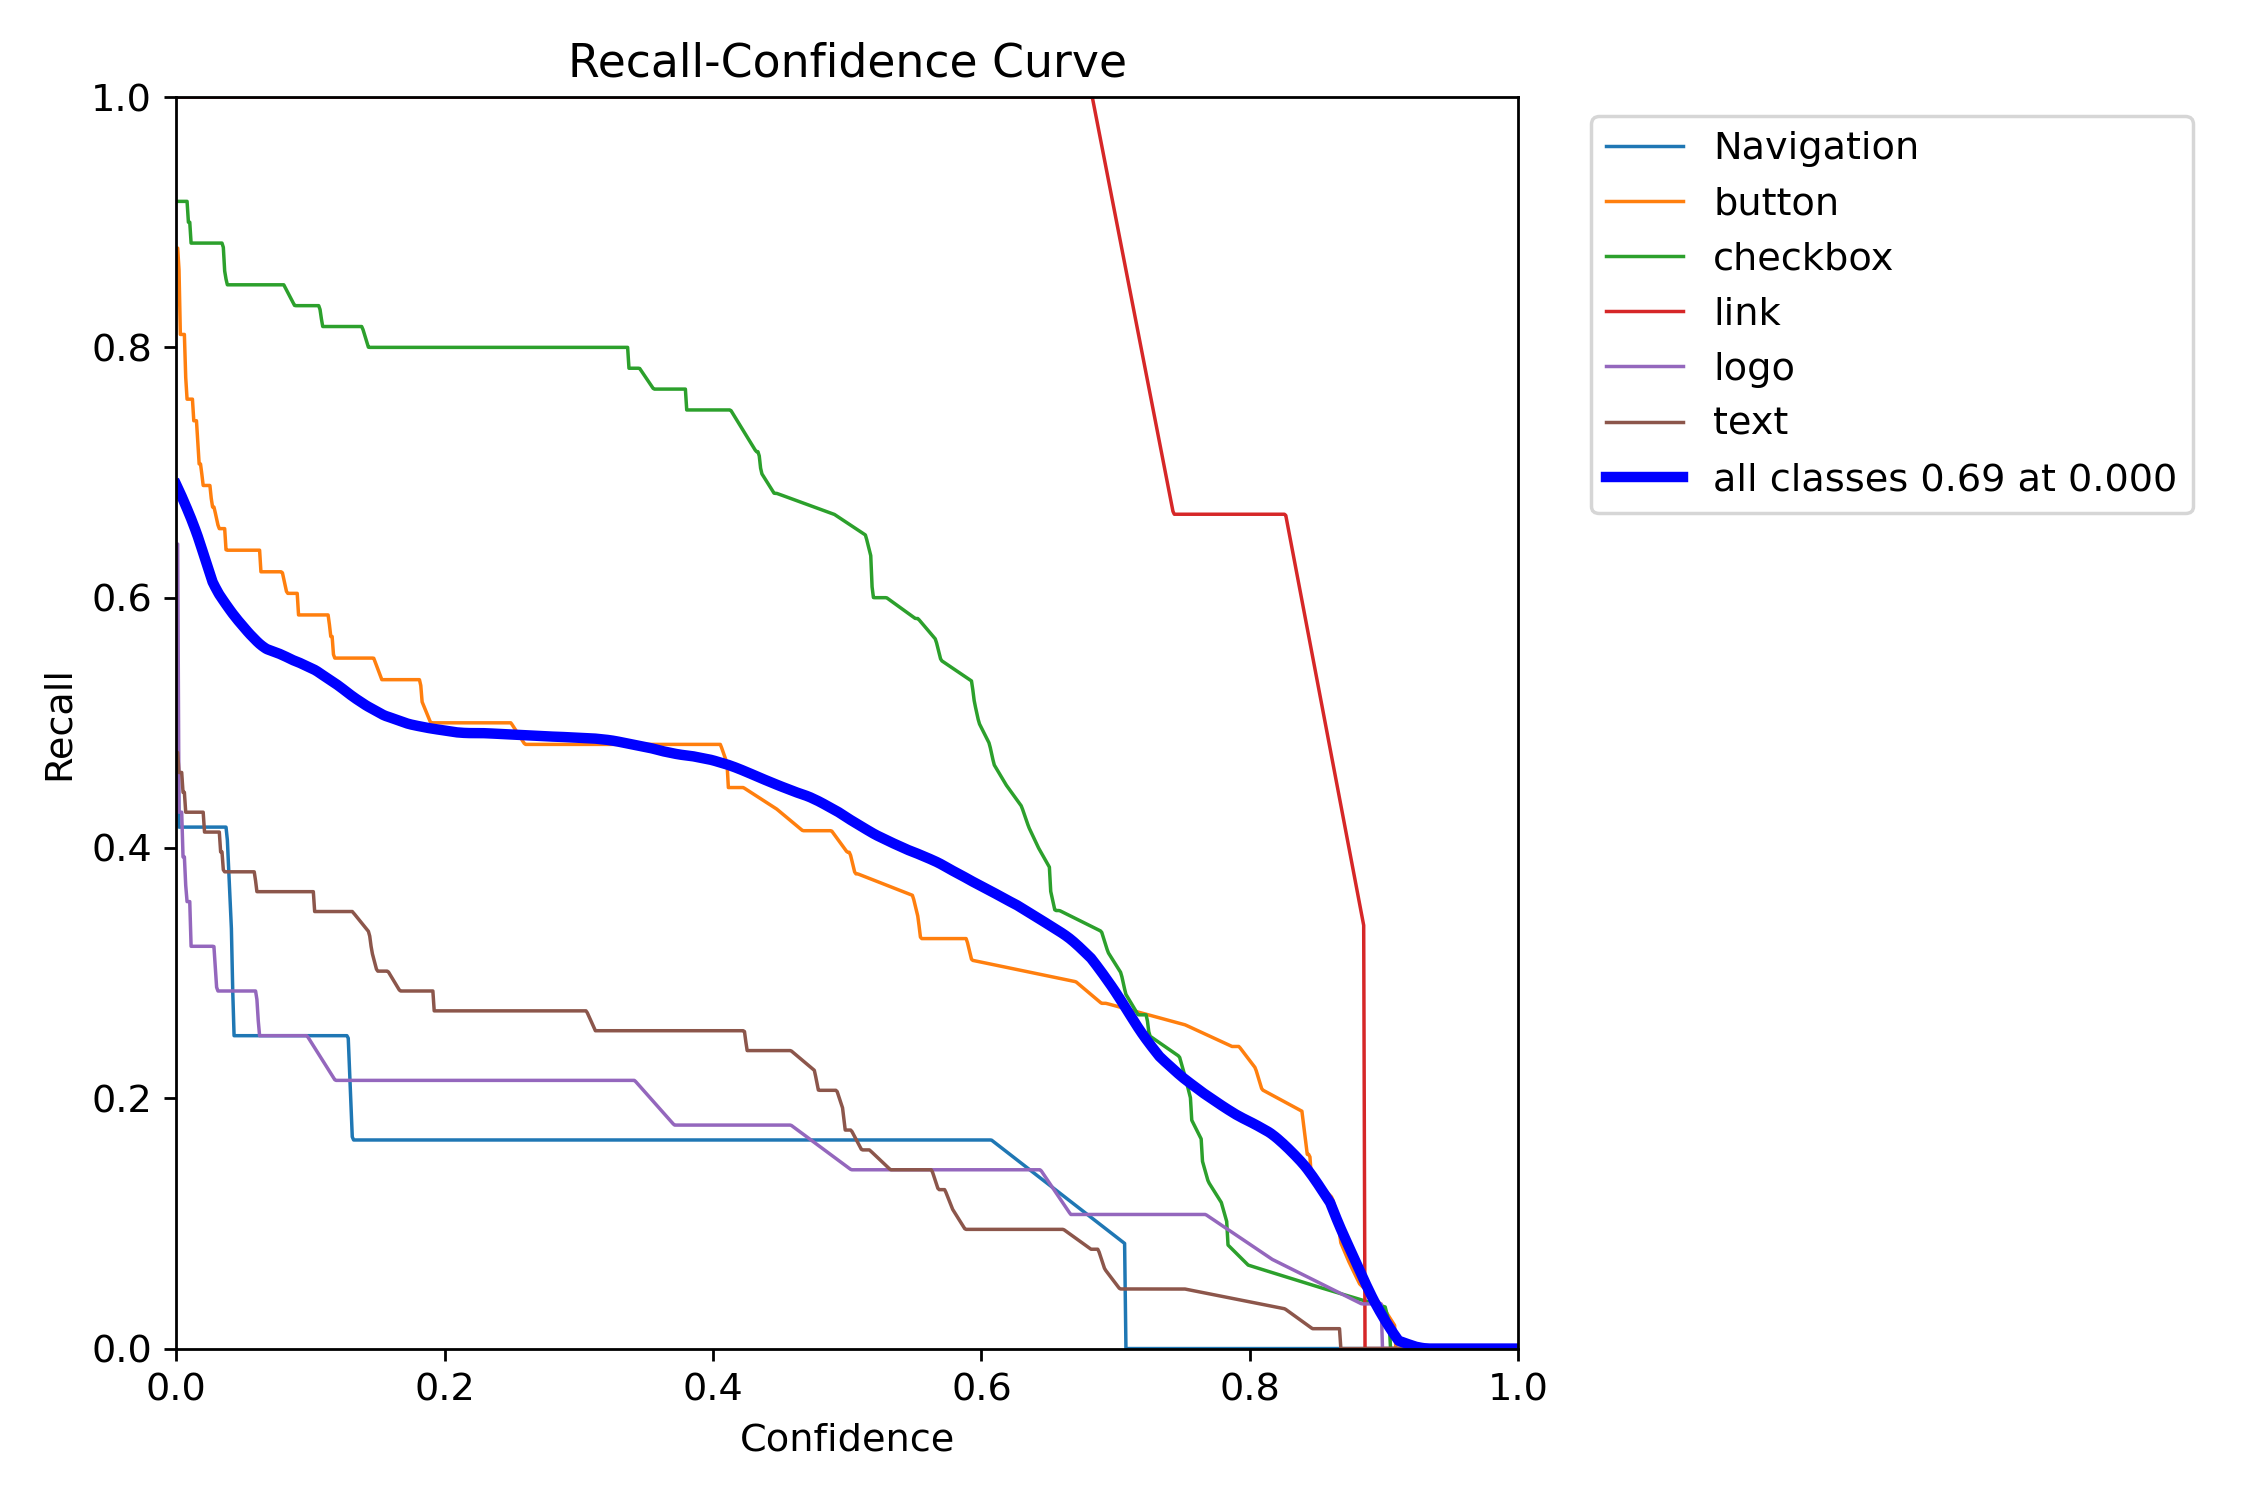 Recall-Confidence Curve
1.0
0.8
0.6
0.4
0.2
0.0
Recall
0.0 0.2 0.4 0.6 0.8 1.0
Confidence
Navigation
button
checkbox
link
logo
text
all classes 0.69 at 0.000